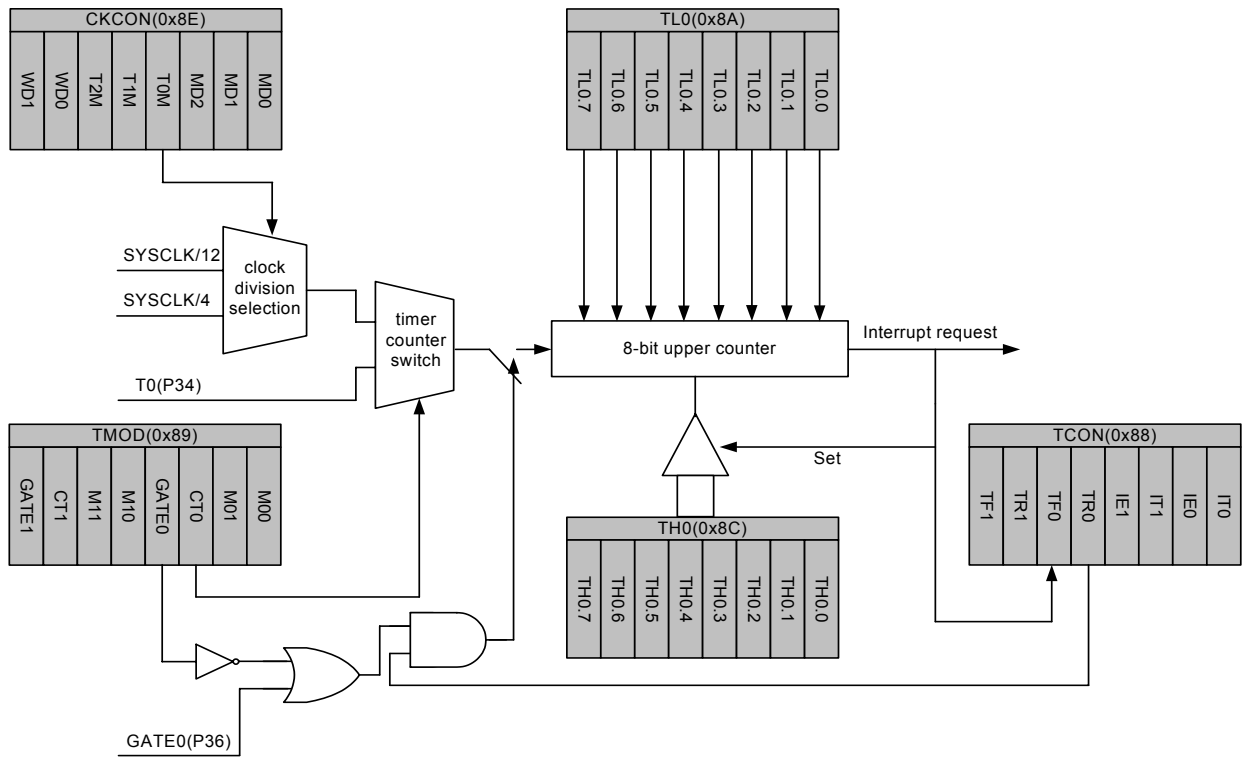 CKCON(0x8E)
WD1
WD0
T2M
T1M
T0M
MD2
MD1
MD0
TL0(0x8A)
TL0.7
TL0.6
TL0.5
TL0.4
TL0.3
TL0.2
TL0.1
TL0.0
SYSCLK/12
SYSCLK/4
clock
division
selection
timer
counter
switch
T0(P34)
8-bit upper counter
Interrupt request
Set
TMOD(0x89)
GATE1
CT1
M11
M10
GATE0
CT0
M01
M00
TH0(0x8C)
TH0.7
TH0.6
TH0.5
TH0.4
TH0.3
TH0.2
TH0.1
TH0.0
TCON(0x88)
TF1
TR1
TF0
TR0
IE1
IT1
IE0
IT0
GATE0(P36)